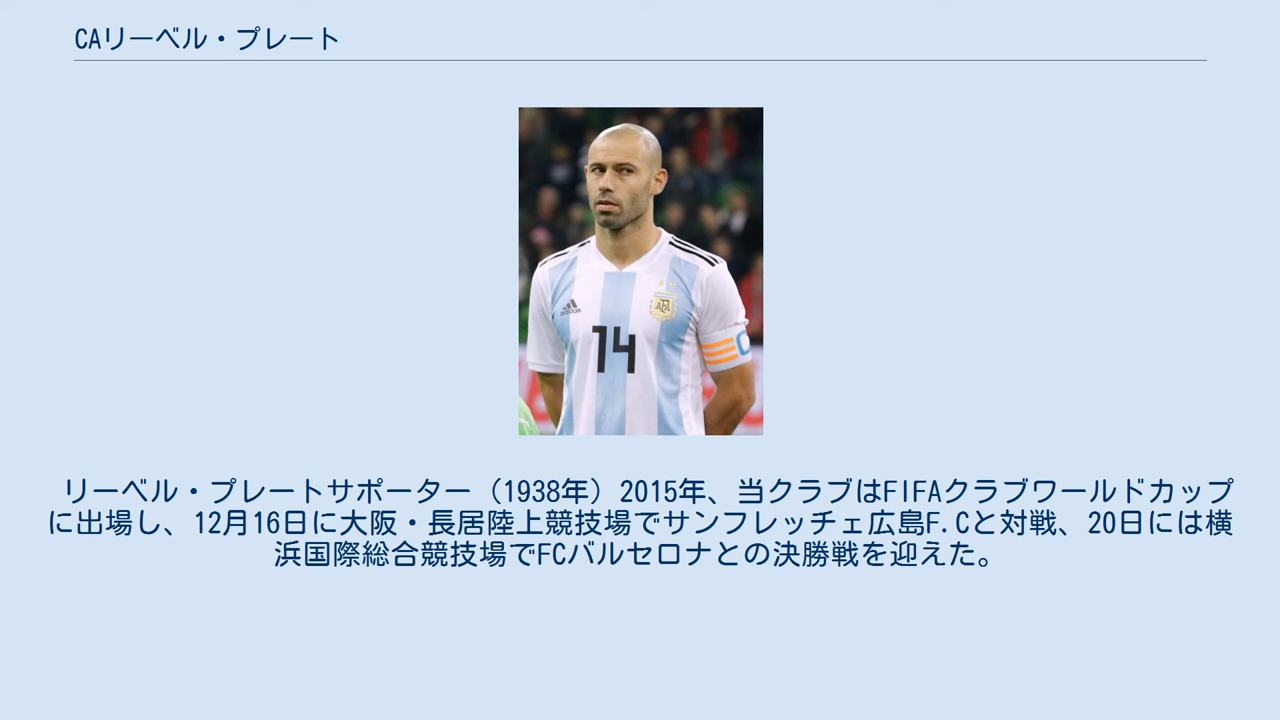 CAリーベル・プレート
adidas
AFA
14
C
リーベル・プレートサポーター（1938年）2015年、当クラブはFIFAクラブワールドカップ
に出場し、12月16日に大阪・長居陸上競技場でサンフレッチェ広島F.Cと対戦、20日には横
浜国際総合競技場でFCバルセロナとの決勝戦を迎えた。